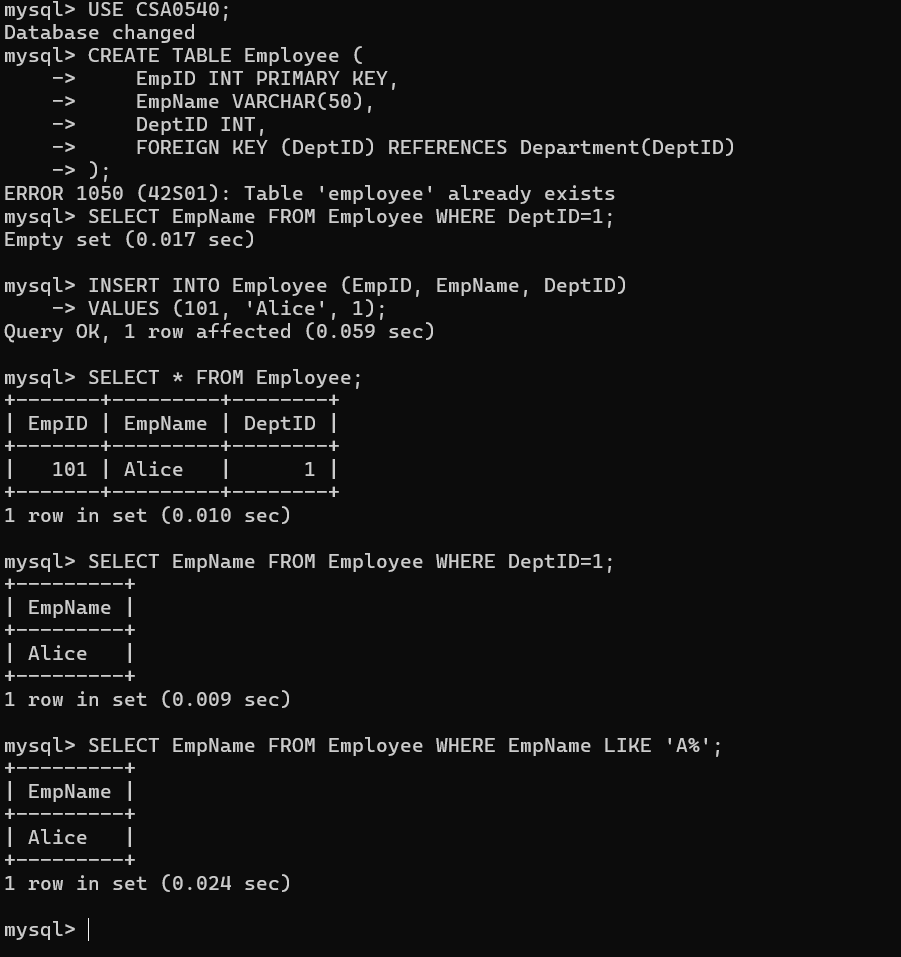 mysql> USE CSA0540;
Database changed
mysql> CREATE TABLE Employee (
    ->     EmpID INT PRIMARY KEY,
    ->     EmpName VARCHAR(50),
    ->     DeptID INT,
    ->     FOREIGN KEY (DeptID) REFERENCES Department(DeptID)
    -> );
ERROR 1050 (42S01): Table 'employee' already exists
mysql> SELECT EmpName FROM Employee WHERE DeptID=1;
Empty set (0.017 sec)

mysql> INSERT INTO Employee (EmpID, EmpName, DeptID)
    -> VALUES (101, 'Alice', 1);
Query OK, 1 row affected (0.059 sec)

mysql> SELECT * FROM Employee;
+-------+---------+--------+
| EmpID | EmpName | DeptID |
+-------+---------+--------+
|   101 | Alice   |      1 |
+-------+---------+--------+
1 row in set (0.010 sec)

mysql> SELECT EmpName FROM Employee WHERE DeptID=1;
+---------+
| EmpName |
+---------+
| Alice   |
+---------+
1 row in set (0.009 sec)

mysql> SELECT EmpName FROM Employee WHERE EmpName LIKE 'A%';
+---------+
| EmpName |
+---------+
| Alice   |
+---------+
1 row in set (0.024 sec)

mysql>